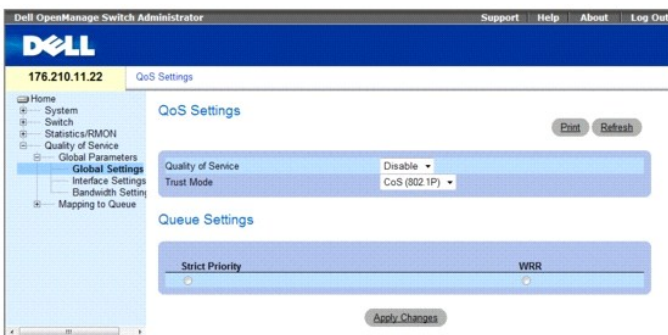 Dell OpenManage Switch Administrator
Support Help About Log Out
DELL
176.210.11.22
QoS Settings
Home
System
Switch
Statistics/RMON
Quality of Service
Global Parameters
Global Settings
Interface Settings
Bandwidth Setting
Mapping to Queue
QoS Settings
Print Refresh
Quality of Service Disable
Trust Mode CoS (802.1P)
Queue Settings
Strict Priority WRR
Apply Changes